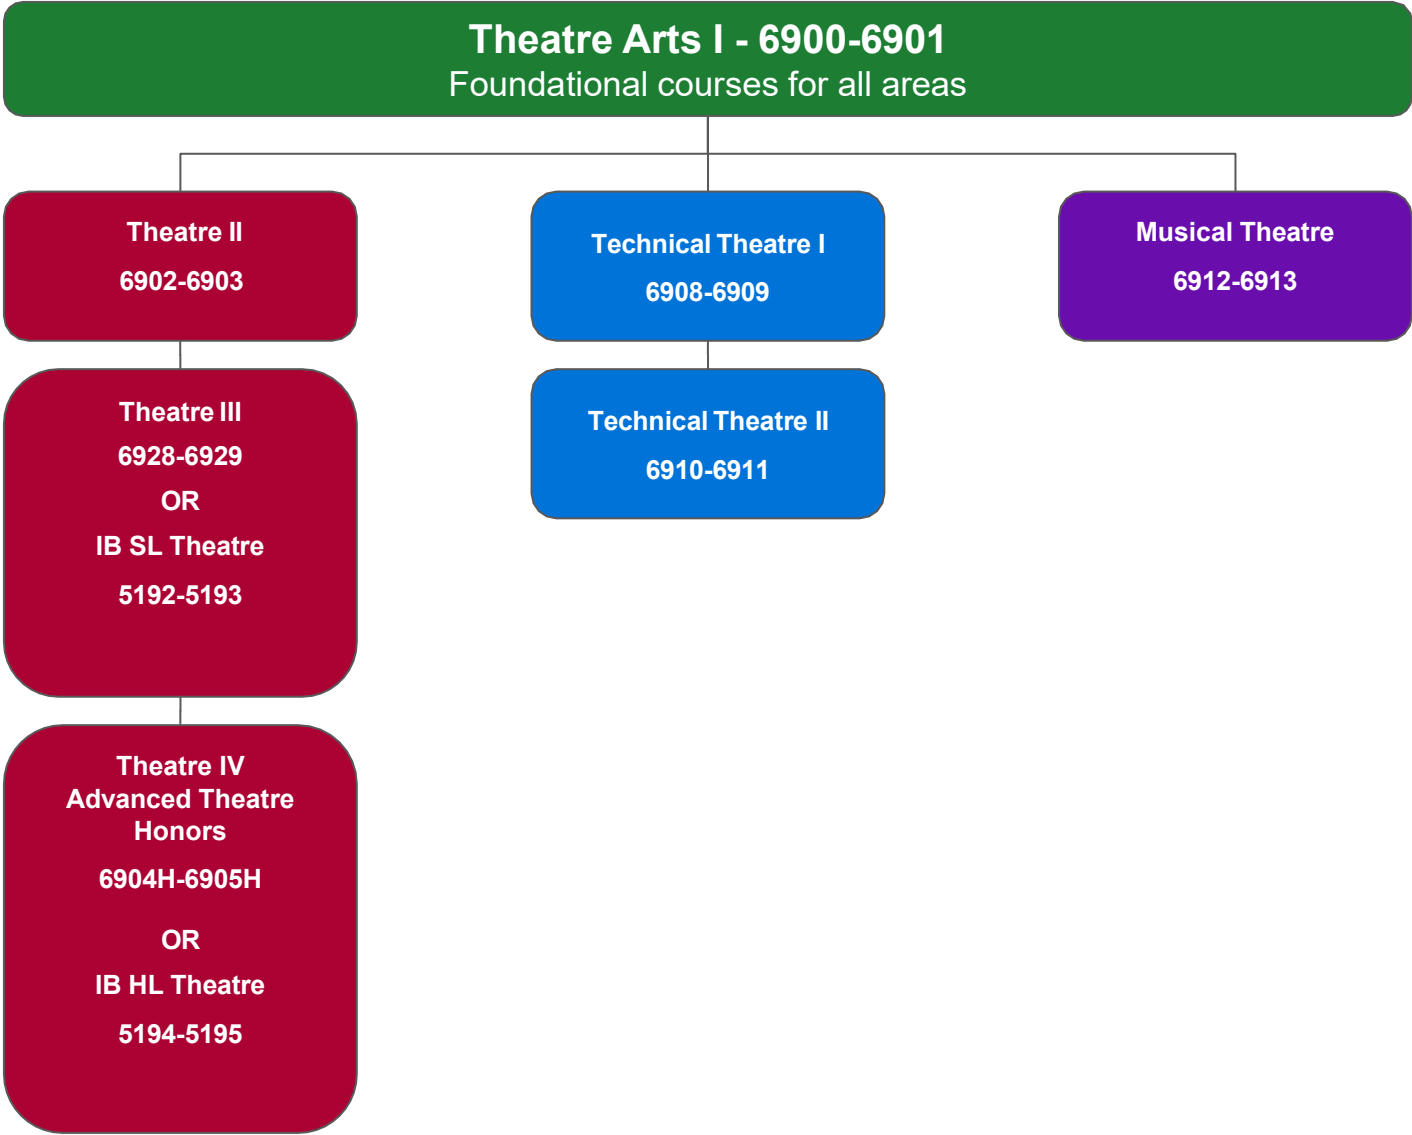 Theatre Arts I - 6900-6901
Foundational courses for all areas
Theatre II
6902-6903
Technical Theatre I
6908-6909
Musical Theatre
6912-6913
Theatre III
6928-6929
OR
IB SL Theatre
5192-5193
Technical Theatre II
6910-6911
Theatre IV
Advanced Theatre
Honors
6904H-6905H
OR
IB HL Theatre
5194-5195